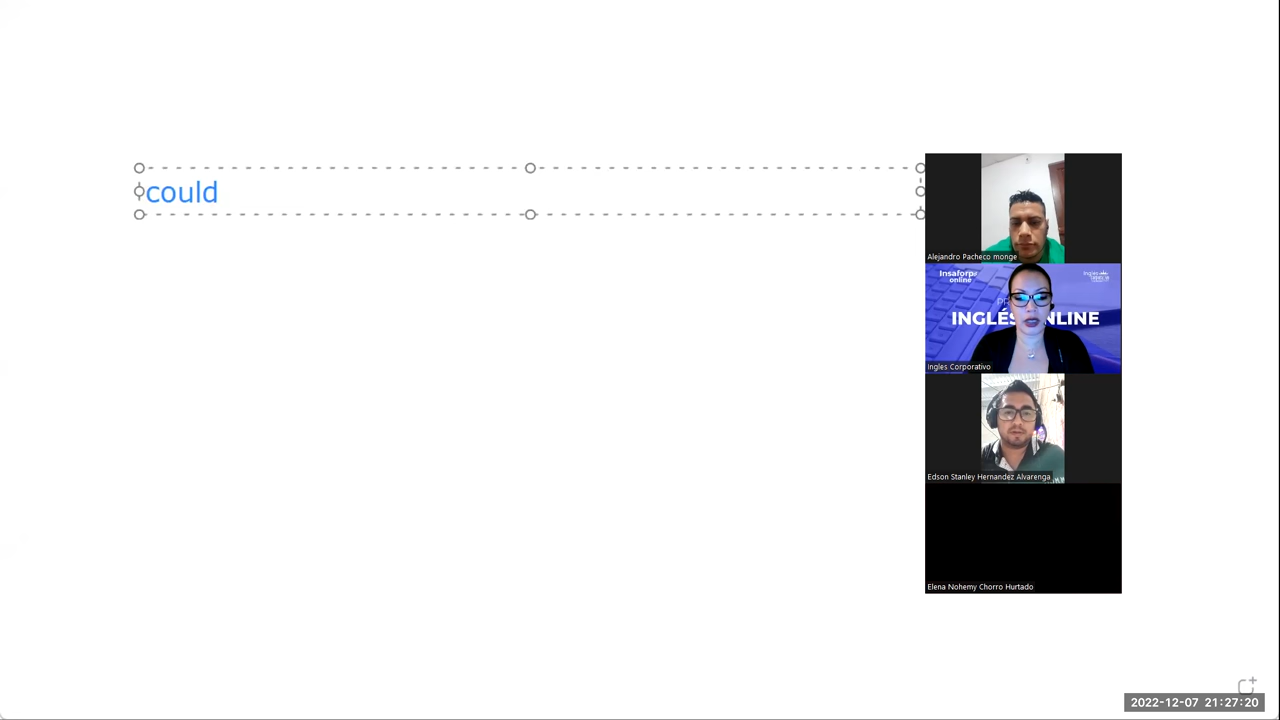 could
Alejandro Pacheco monge
Insaforp
online
Ingles
INGLÉS ONLINE
Ingles Corporativo
Edson Stanley Hernandez Alvarenga
Elena Nohemy Chorro Hurtado
2022-12-07 21:27:20